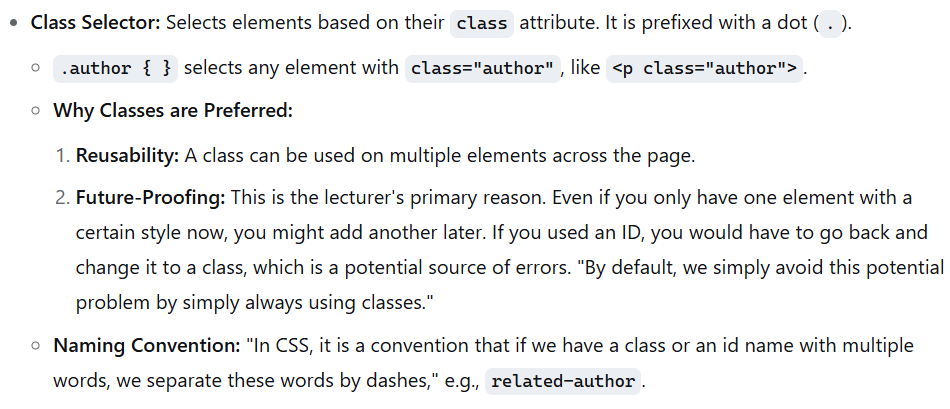 • Class Selector: Selects elements based on their class attribute. It is prefixed with a dot (.).
○ .author { } selects any element with class="author", like <p class="author">.
○ Why Classes are Preferred:
1. Reusability: A class can be used on multiple elements across the page.
2. Future-Proofing: This is the lecturer's primary reason. Even if you only have one element with a
certain style now, you might add another later. If you used an ID, you would have to go back and
change it to a class, which is a potential source of errors. "By default, we simply avoid this potential
problem by simply always using classes."
○ Naming Convention: "In CSS, it is a convention that if we have a class or an id name with multiple
words, we separate these words by dashes," e.g., related-author.